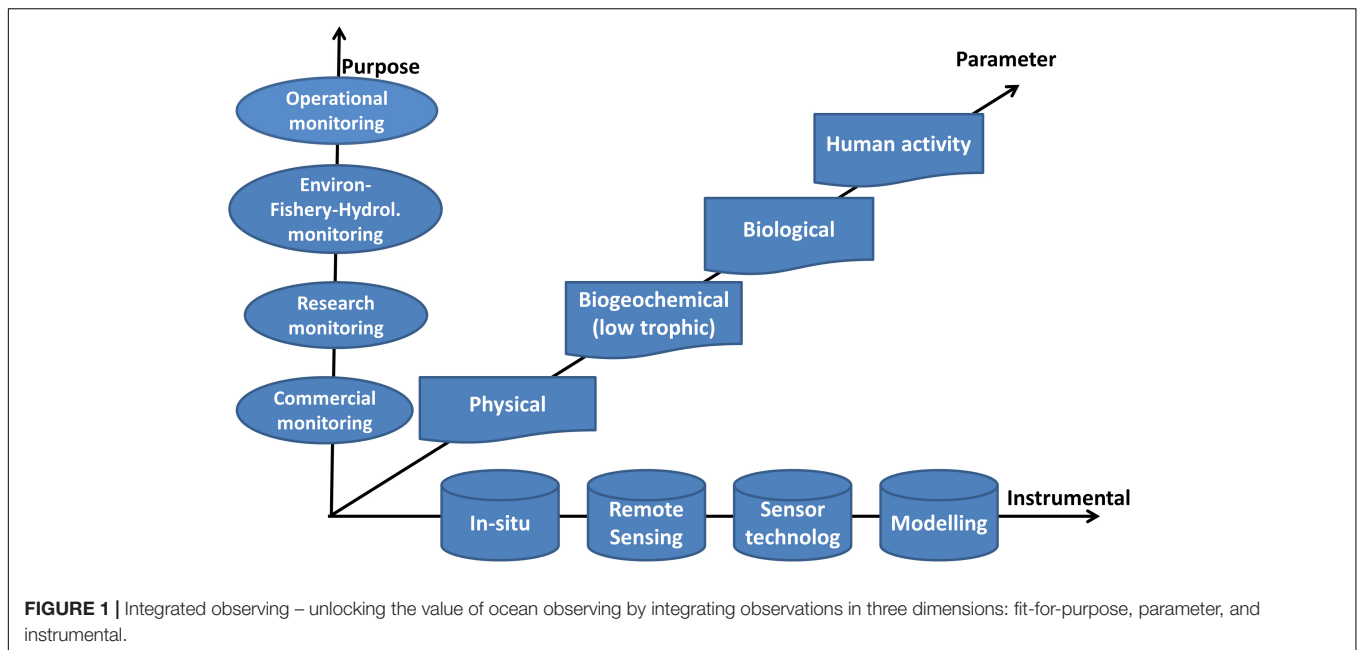 Purpose
Operational
monitoring
Environ-
Fishery-Hydrol.
monitoring
Research
monitoring
Commercial
monitoring
Parameter
Human activity
Biological
Biogeochemical
(low trophic)
Physical
In-situ
Remote
Sensing
Sensor
technolog
Modelling
Instrumental
FIGURE 1 | Integrated observing – unlocking the value of ocean observing by integrating observations in three dimensions: fit-for-purpose, parameter, and
instrumental.